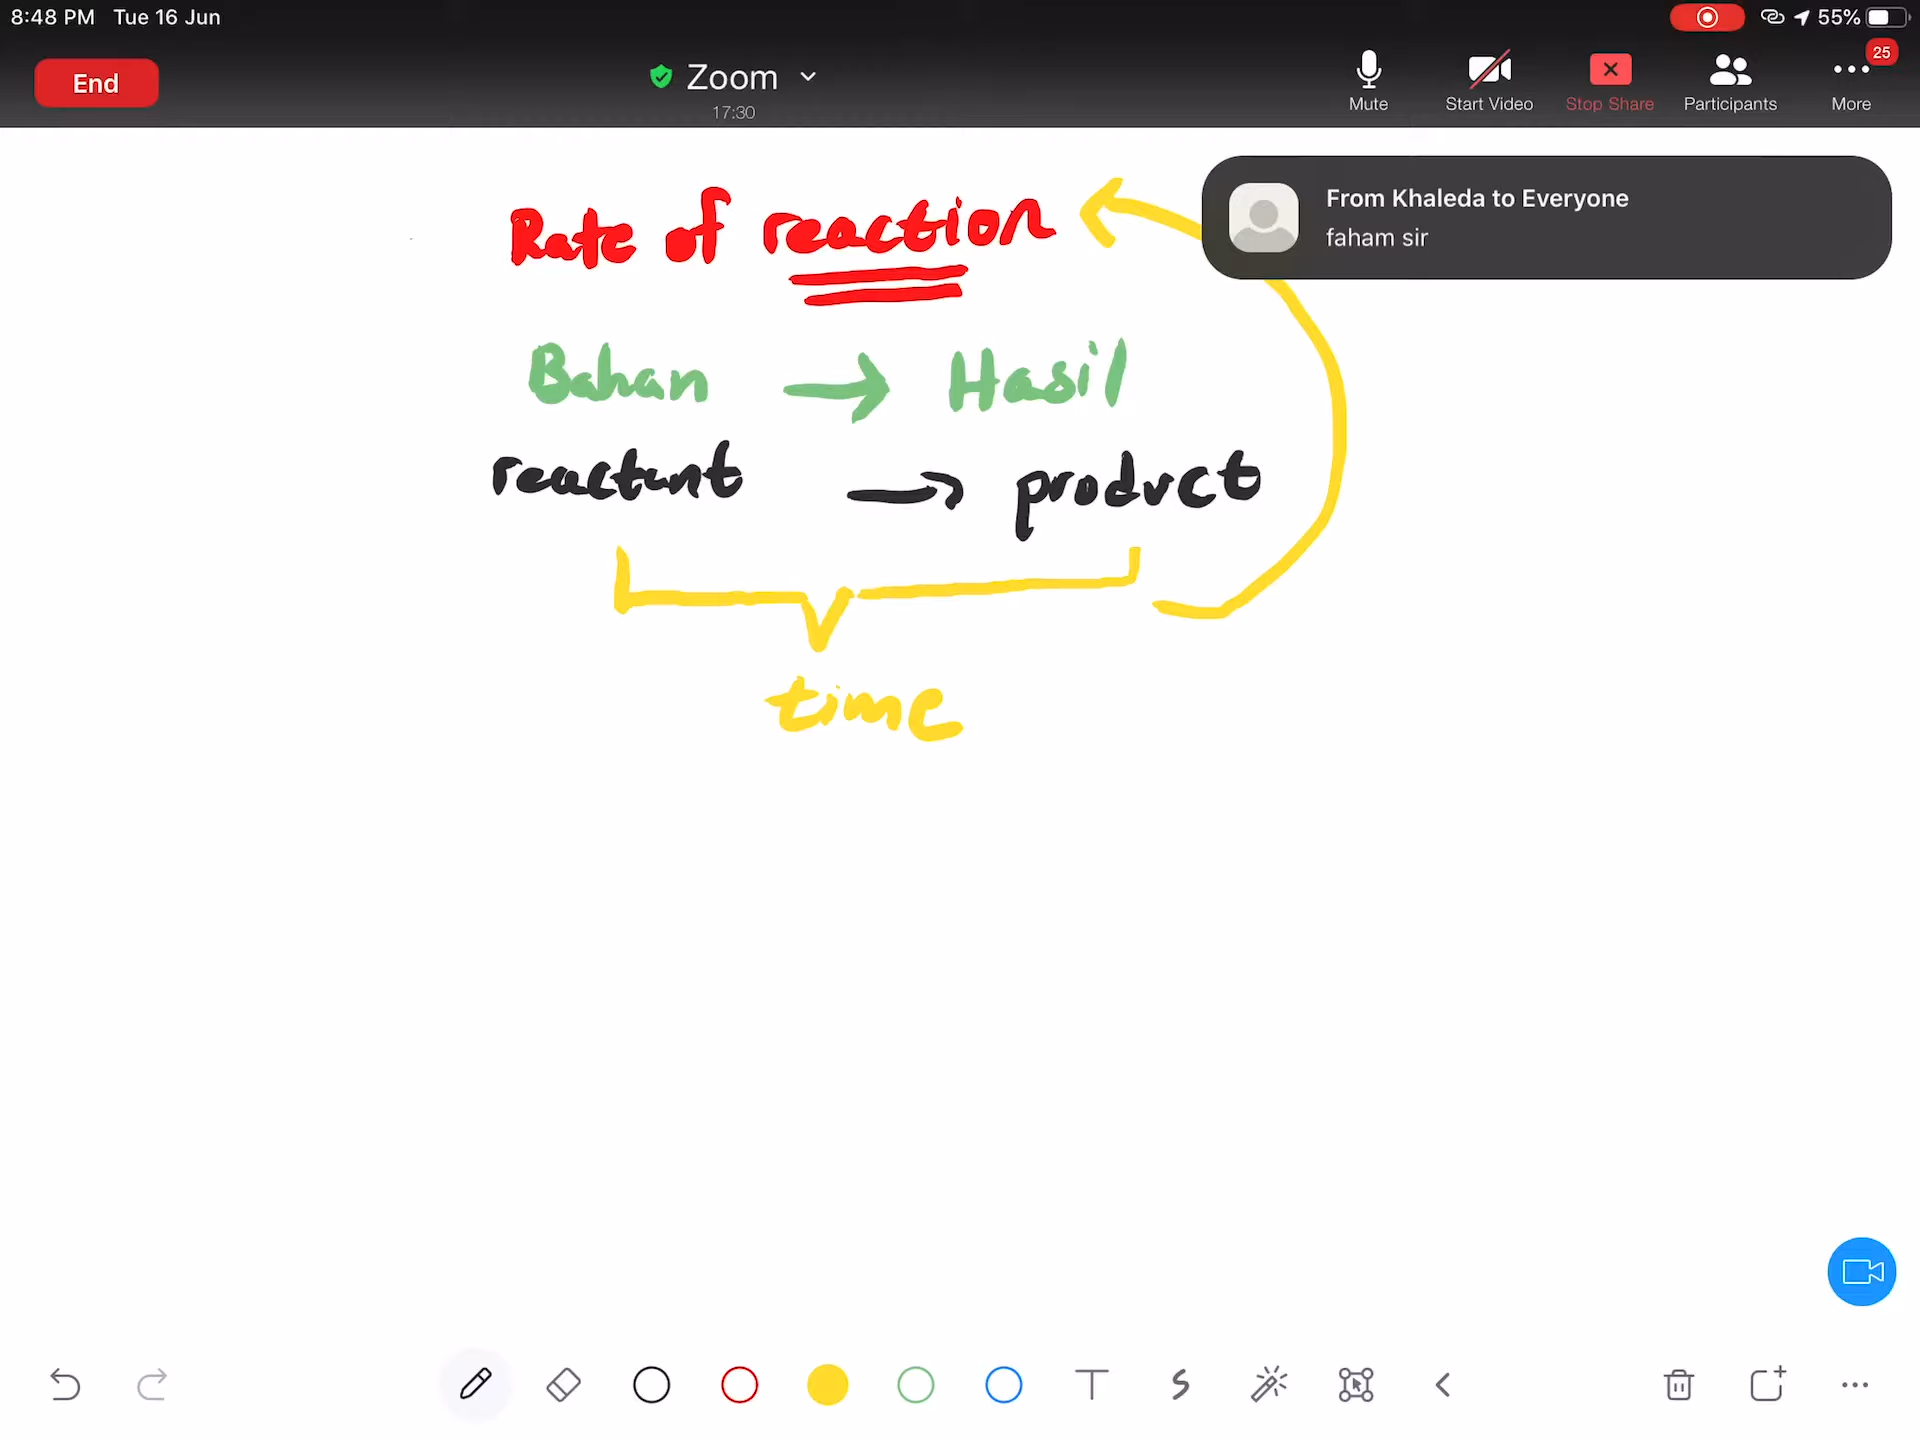 8:48 PM Tue 16 Jun
55%
End
Zoom
17:30
Mute
Start Video
Stop Share
Participants
25
More
From Khaleda to Everyone
faham sir
Rate of reaction
Bahan → Hasil
reactant → product
time
T